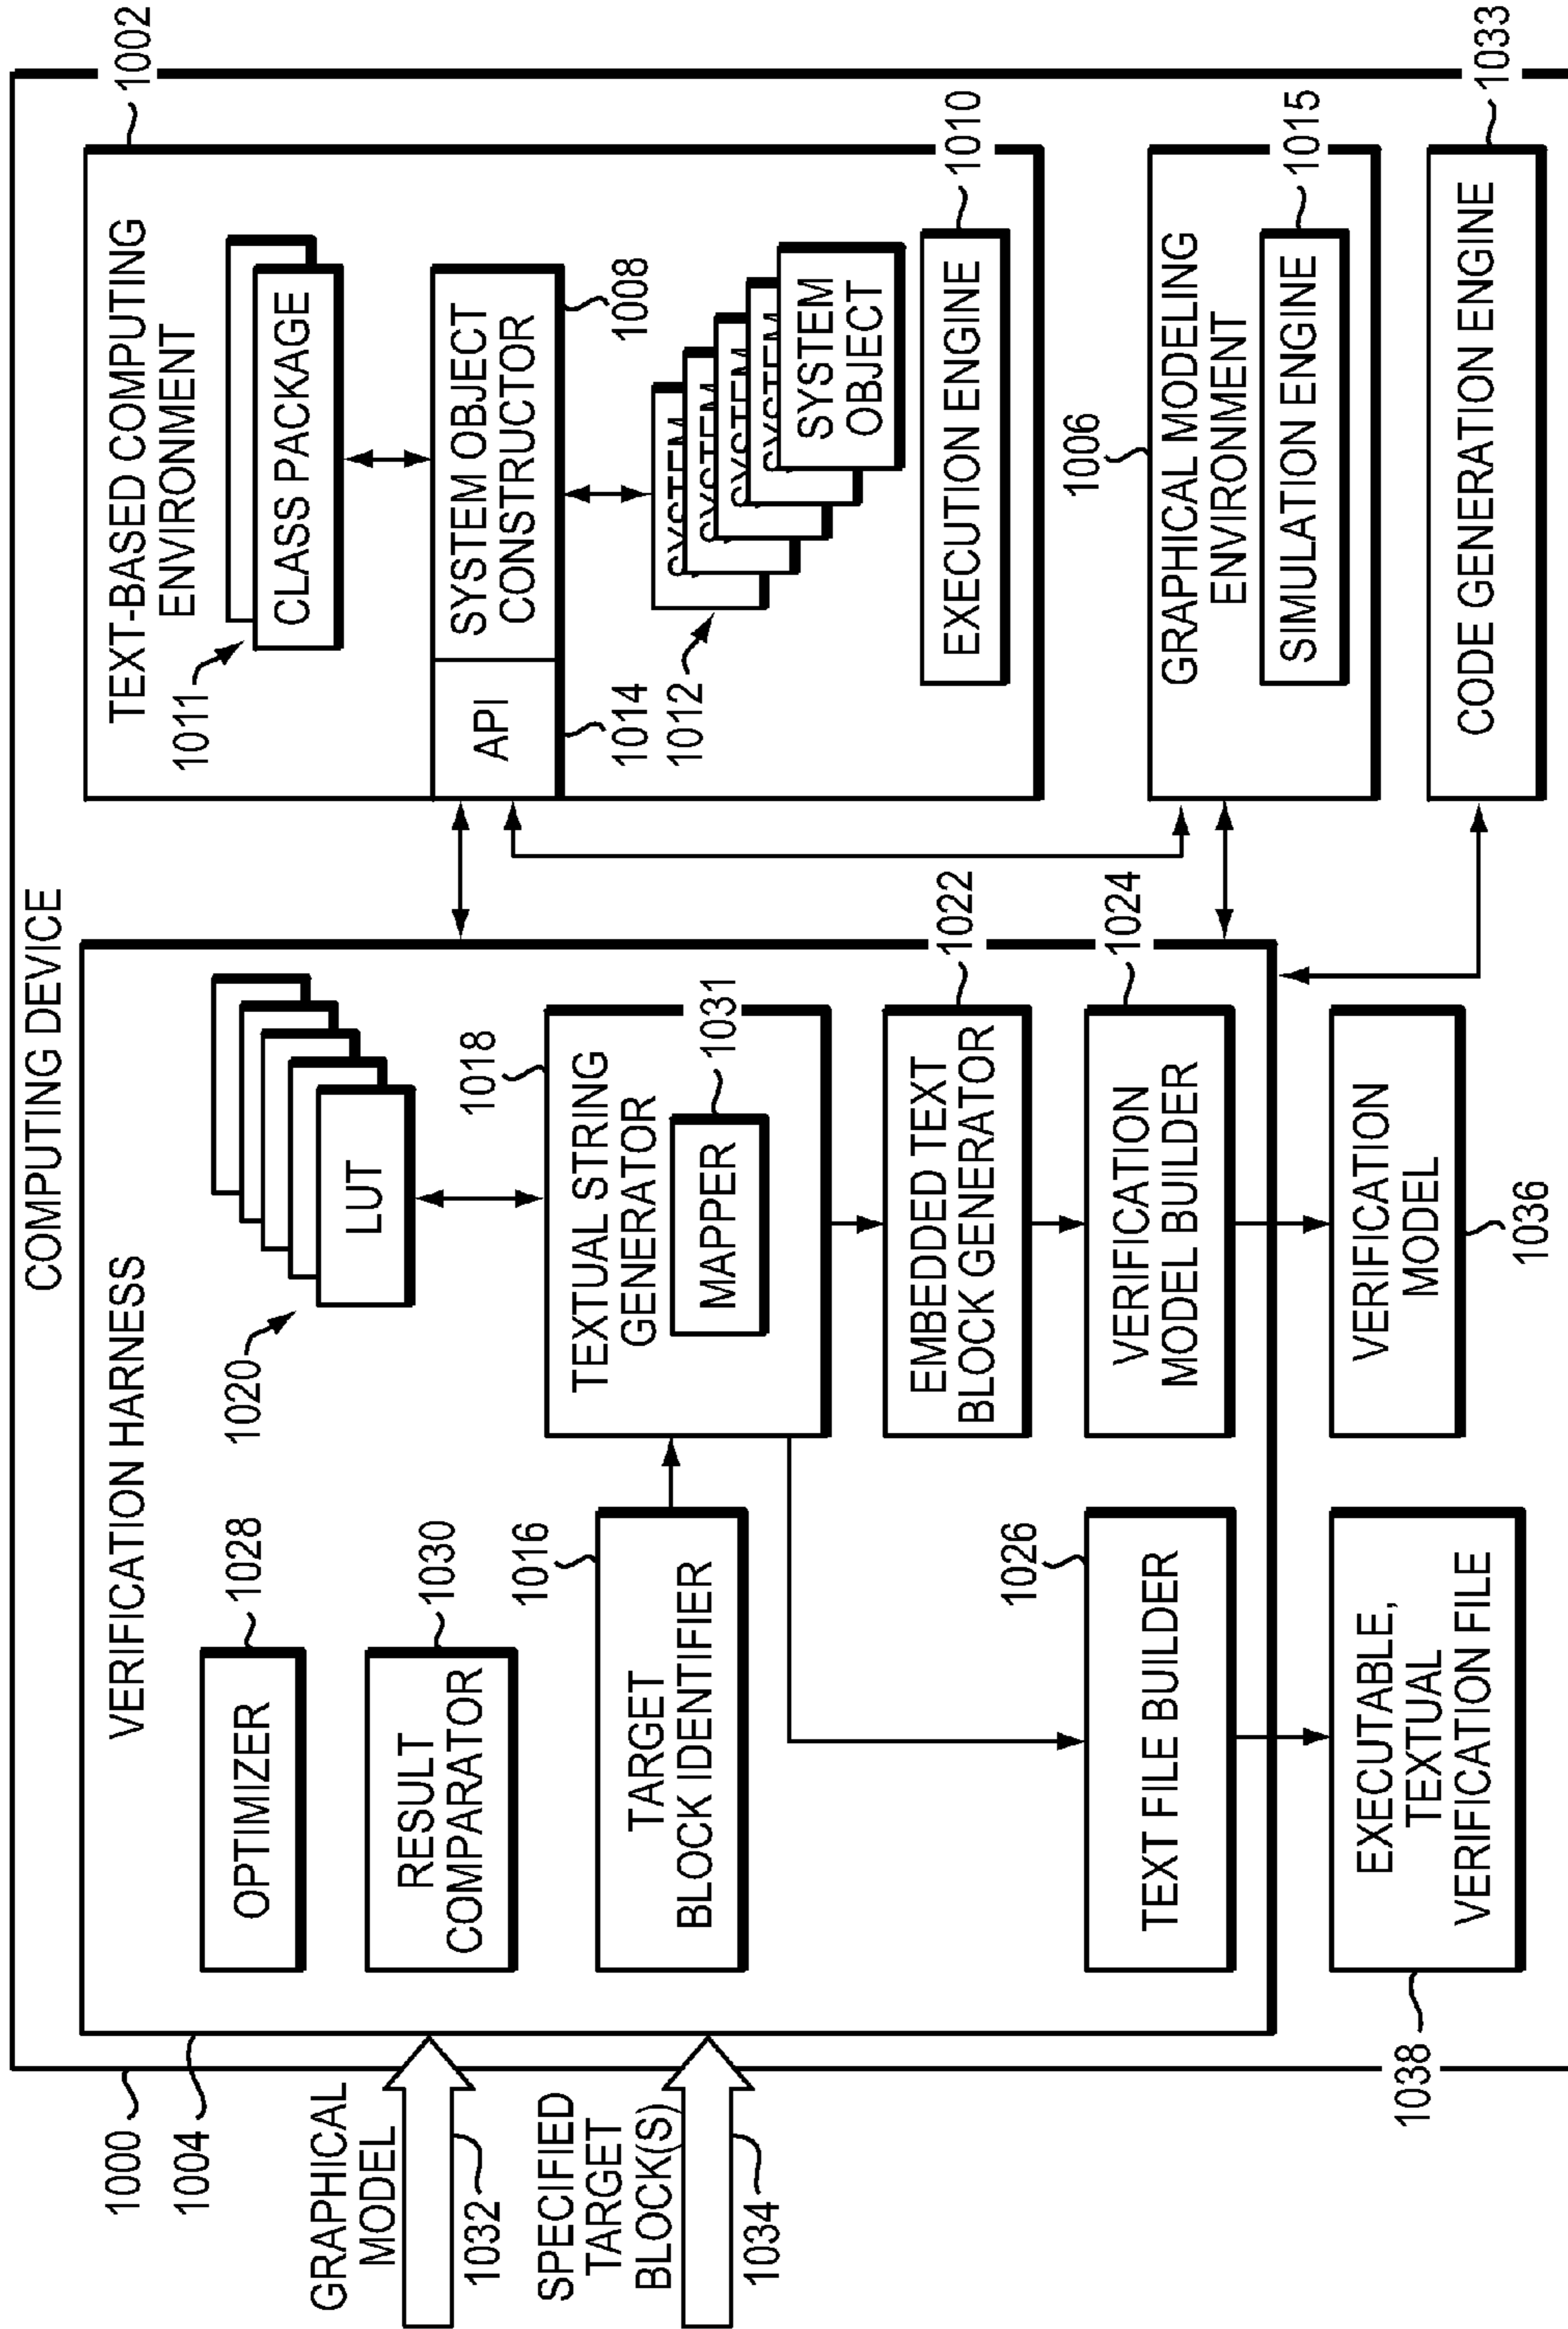 COMPUTING DEVICE
1000
1004
VERIFICATION HARNESS
GRAPHICAL
MODEL
1032
SPECIFIED
TARGET
BLOCK(S)
1034
OPTIMIZER
1028
RESULT
COMPARATOR
1030
TARGET
BLOCK IDENTIFIER
1016
LUT
1020
TEXTUAL STRING
GENERATOR
1018
MAPPER
1031
EMBEDDED TEXT
BLOCK GENERATOR
1022
VERIFICATION
MODEL BUILDER
1024
TEXT FILE BUILDER
1026
EXECUTABLE,
TEXTUAL
VERIFICATION FILE
1038
VERIFICATION
MODEL
1036
TEXT-BASED COMPUTING
ENVIRONMENT
1002
CLASS PACKAGE
1011
API
1014
SYSTEM OBJECT
CONSTRUCTOR
1008
SYSTEM
SYSTEM
SYSTEM
SYSTEM
SYSTEM
OBJECT
1012
EXECUTION ENGINE
1010
GRAPHICAL MODELING
ENVIRONMENT
1006
SIMULATION ENGINE
1015
CODE GENERATION ENGINE
1033